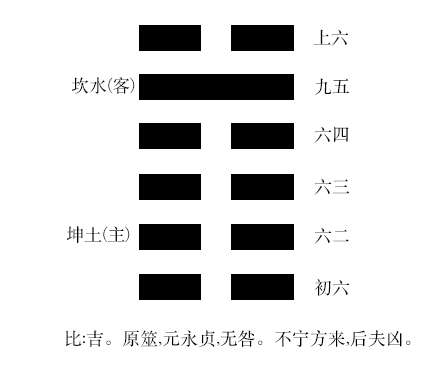 上六
坎水(客) 九五
六四
六三
坤土(主) 六二
初六
比:吉。原筮,元永贞,无咎。不宁方来,后夫凶。